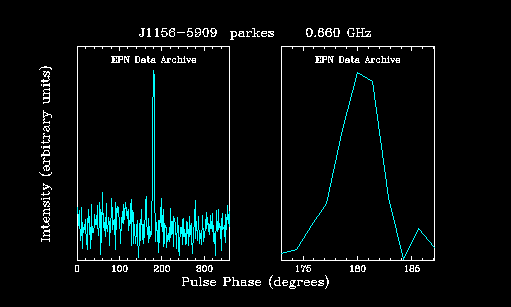 J1156-5909 parkes 0.660 GHz
EPN Data Archive
EPN Data Archive
Intensity (arbitrary units)
0 100 200 300
175 180 185
Pulse Phase (degrees)